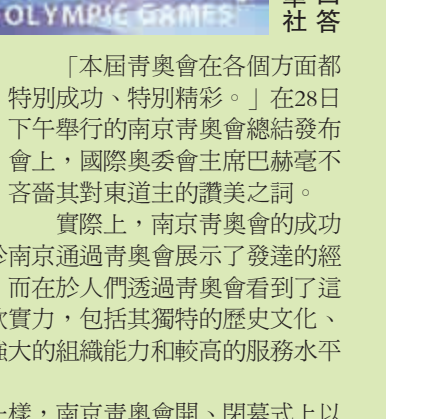 OLYMPIC GAMES
社 答
「本屆青奧會在各個方面都
特別成功、特別精彩。」在28日
下午舉行的南京青奧會總結發布
會上，國際奧委會主席巴赫毫不
吝嗇其對東道主的讚美之詞。
實際上，南京青奧會的成功
於南京通過青奧會展示了發達的經
而在於人們透過青奧會看到了這
軟實力，包括其獨特的歷史文化、
強大的組織能力和較高的服務水平
一樣，南京青奧會開、閉幕式上以